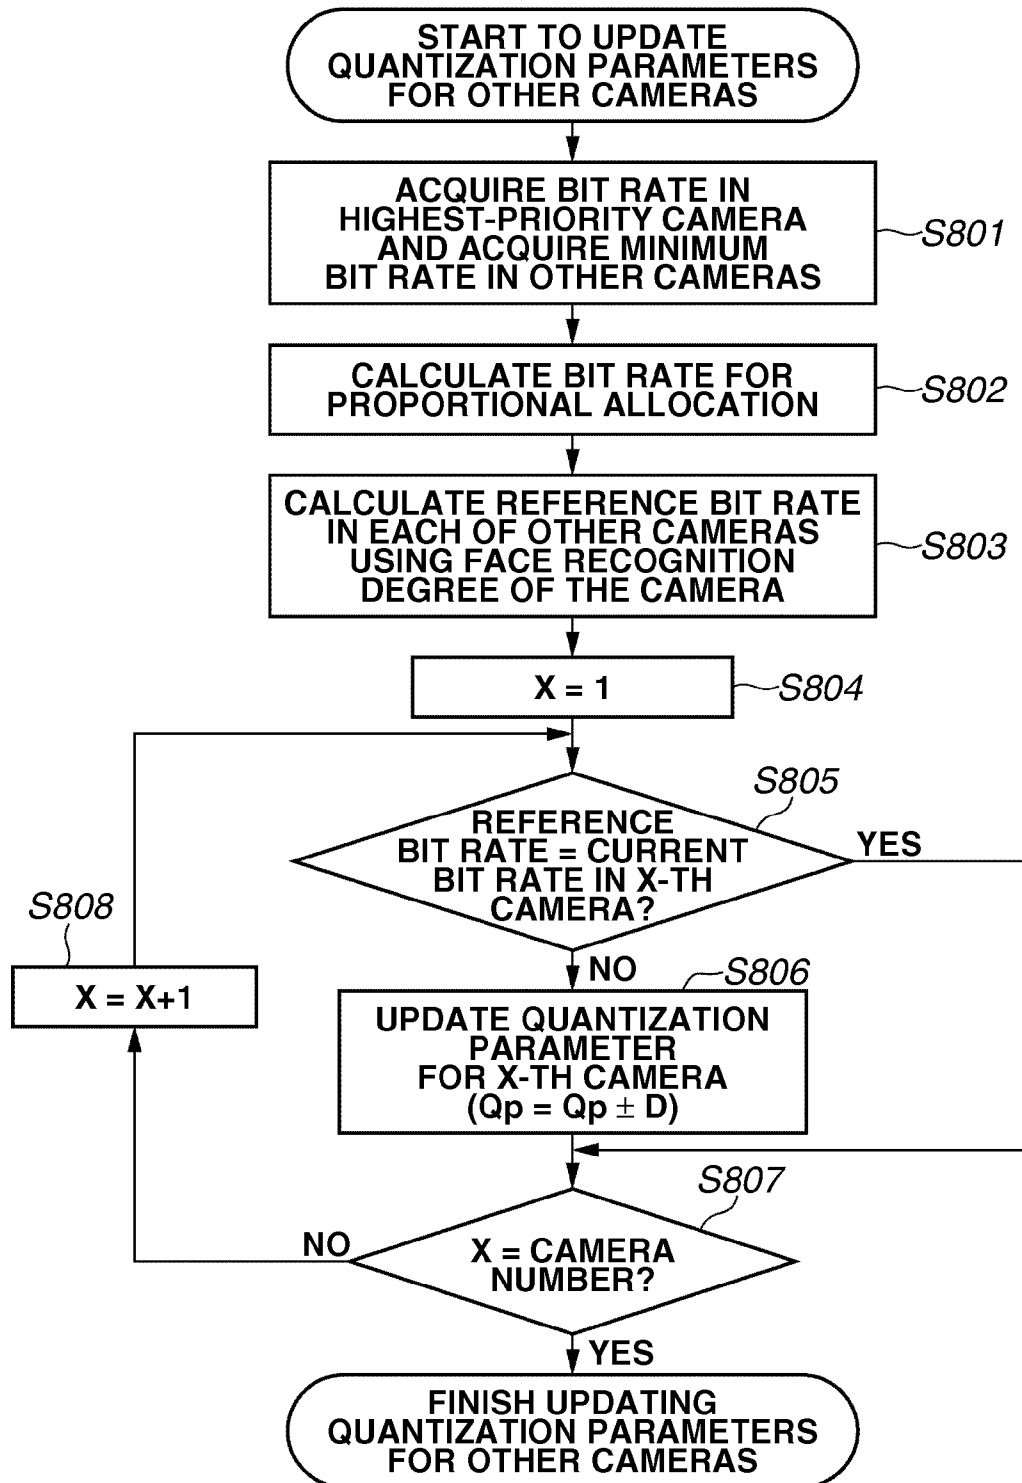 START TO UPDATE
QUANTIZATION PARAMETERS
FOR OTHER CAMERAS
ACQUIRE BIT RATE IN
HIGHEST-PRIORITY CAMERA
AND ACQUIRE MINIMUM
BIT RATE IN OTHER CAMERAS
S801
CALCULATE BIT RATE FOR
PROPORTIONAL ALLOCATION
S802
CALCULATE REFERENCE BIT RATE
IN EACH OF OTHER CAMERAS
USING FACE RECOGNITION
DEGREE OF THE CAMERA
S803
X = 1
S804
S805
REFERENCE
BIT RATE = CURRENT
BIT RATE IN X-TH
CAMERA?
YES
S808
X = X+1
NO
S806
UPDATE QUANTIZATION
PARAMETER
FOR X-TH CAMERA
(Qp = Qp ± D)
S807
NO
X = CAMERA
NUMBER?
YES
FINISH UPDATING
QUANTIZATION PARAMETERS
FOR OTHER CAMERAS